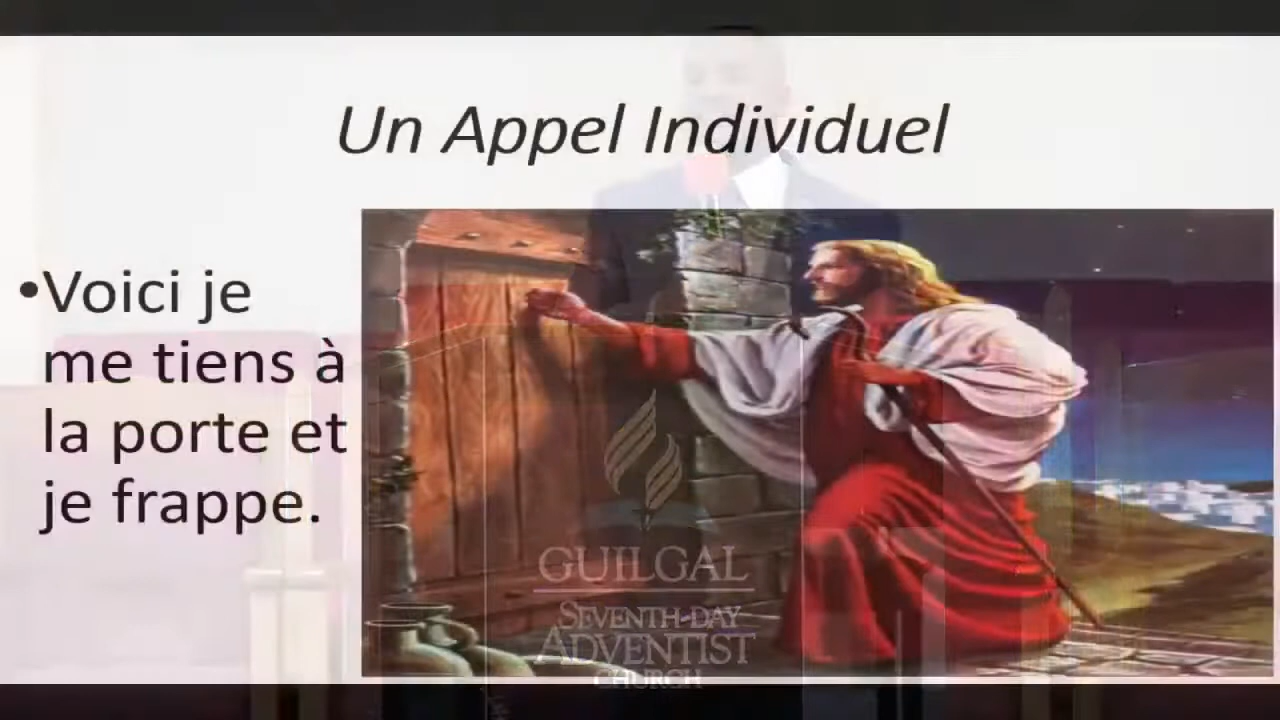 Un Appel Individuel
•Voici je
me tiens à
la porte et
je frappe.
GUILGAL
SEVENTH-DAY
ADVENTIST
CHURCH